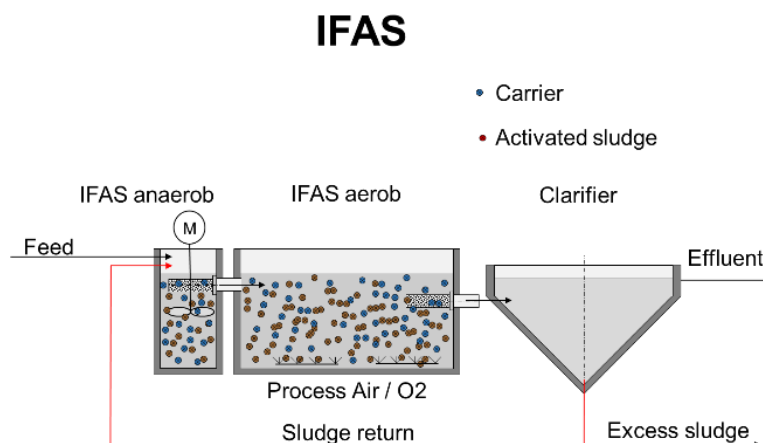 IFAS
Carrier
Activated sludge
IFAS anaerob
IFAS aerob
Clarifier
M
Feed
Effluent
Process Air / O2
Sludge return
Excess sludge